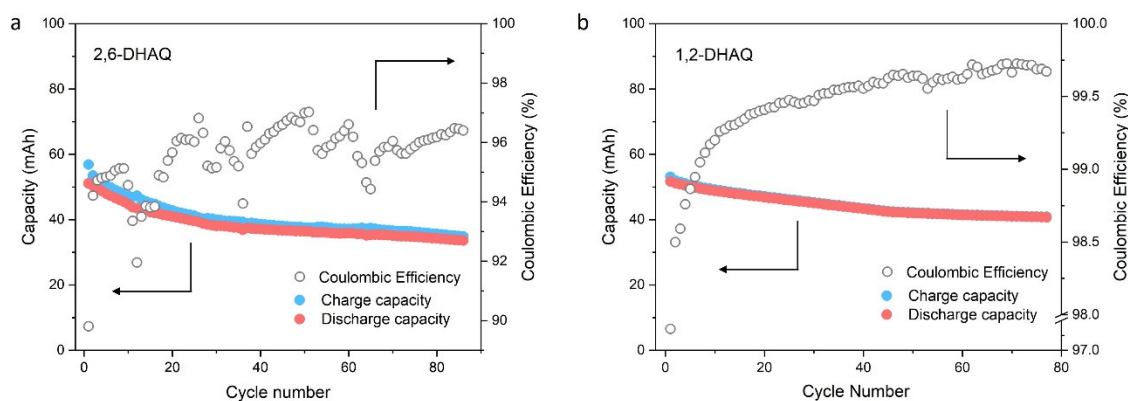 a
2,6-DHAQ
Capacity (mAh)
100
80
60
40
20
0
0
20
40
60
80
Cycle number
Coulombic Efficiency (%)
100
98
96
94
92
90
Coulombic Efficiency
Charge capacity
Discharge capacity
b
1,2-DHAQ
Capacity (mAh)
100
80
60
40
20
0
0
20
40
60
80
Cycle Number
Coulombic Efficiency (%)
100.0
99.5
99.0
98.5
98.0
97.0
Coulombic Efficiency
Charge capacity
Discharge capacity